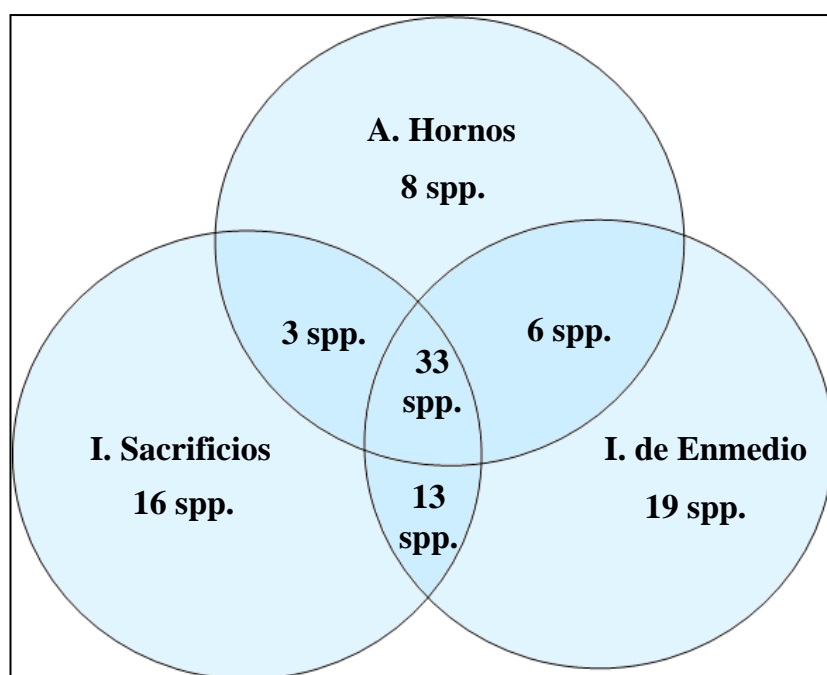 A. Hornos
8 spp.
3 spp.
6 spp.
33
spp.
I. Sacrificios
16 spp.
I. de Enmedio
19 spp.
13
spp.